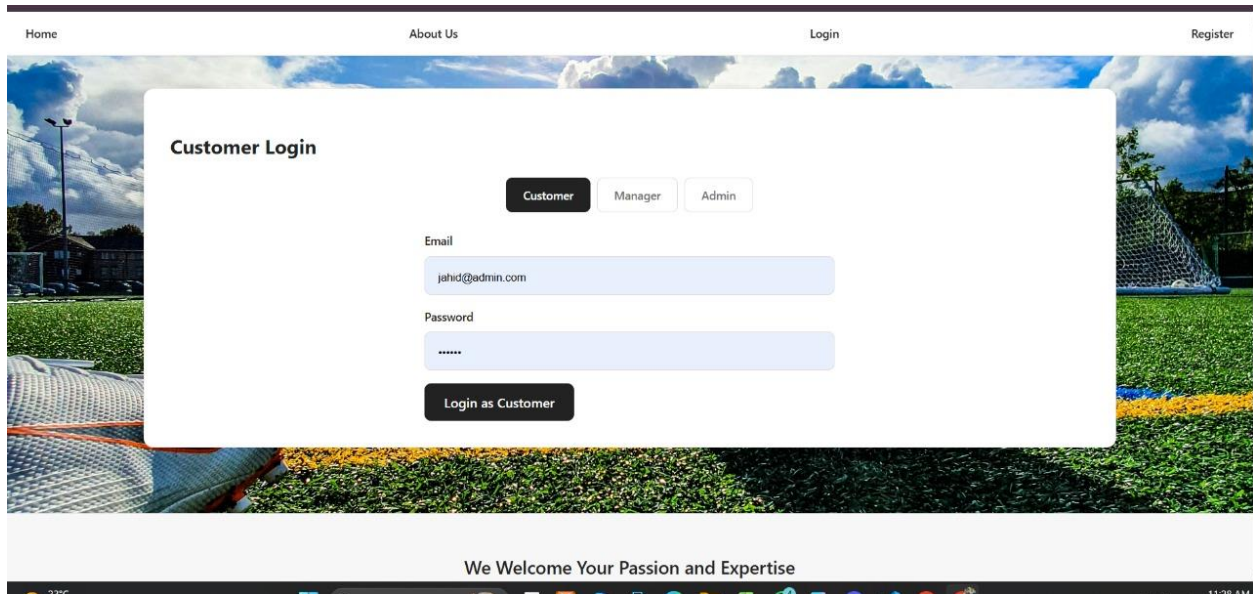 Home About Us Login Register
Customer Login
Customer Manager Admin
Email
jahid@admin.com
Password
••••••
Login as Customer
We Welcome Your Passion and Expertise